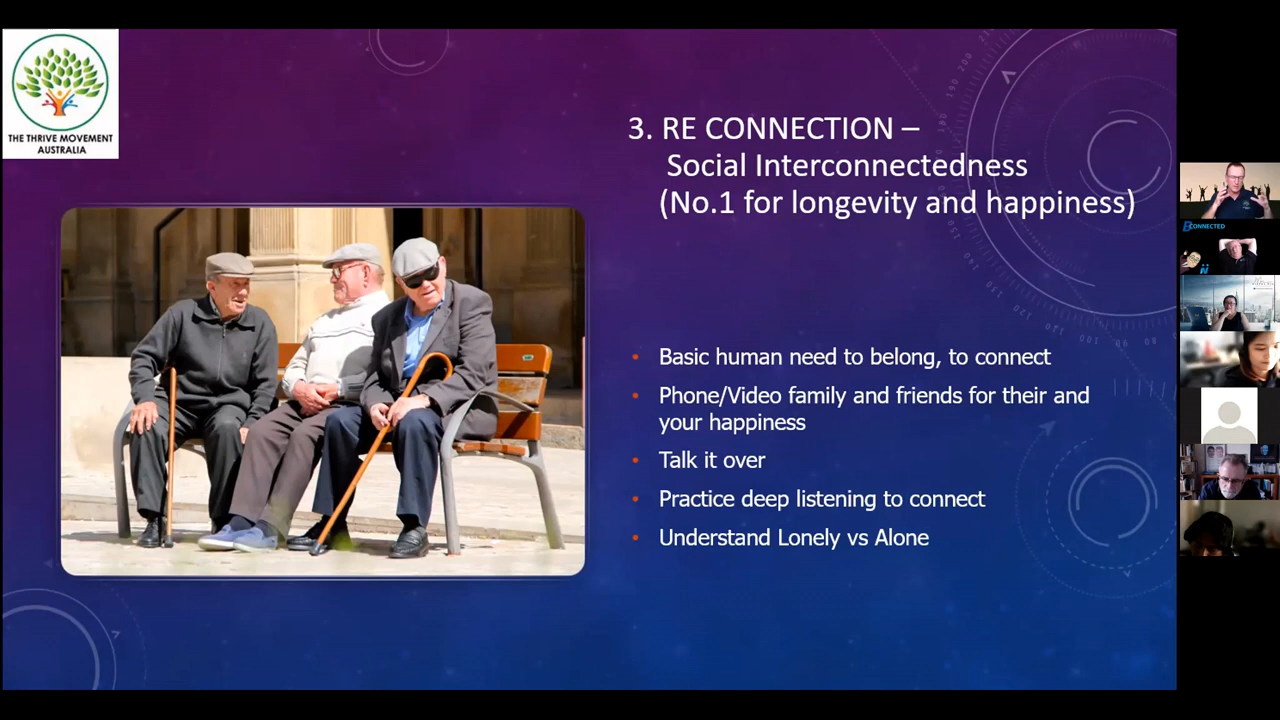 THE THRIVE MOVEMENT
AUSTRALIA
3. RE CONNECTION –
Social Interconnectedness
(No.1 for longevity and happiness)
• Basic human need to belong, to connect
• Phone/Video family and friends for their and
your happiness
• Talk it over
• Practice deep listening to connect
• Understand Lonely vs Alone
BCONNECTED